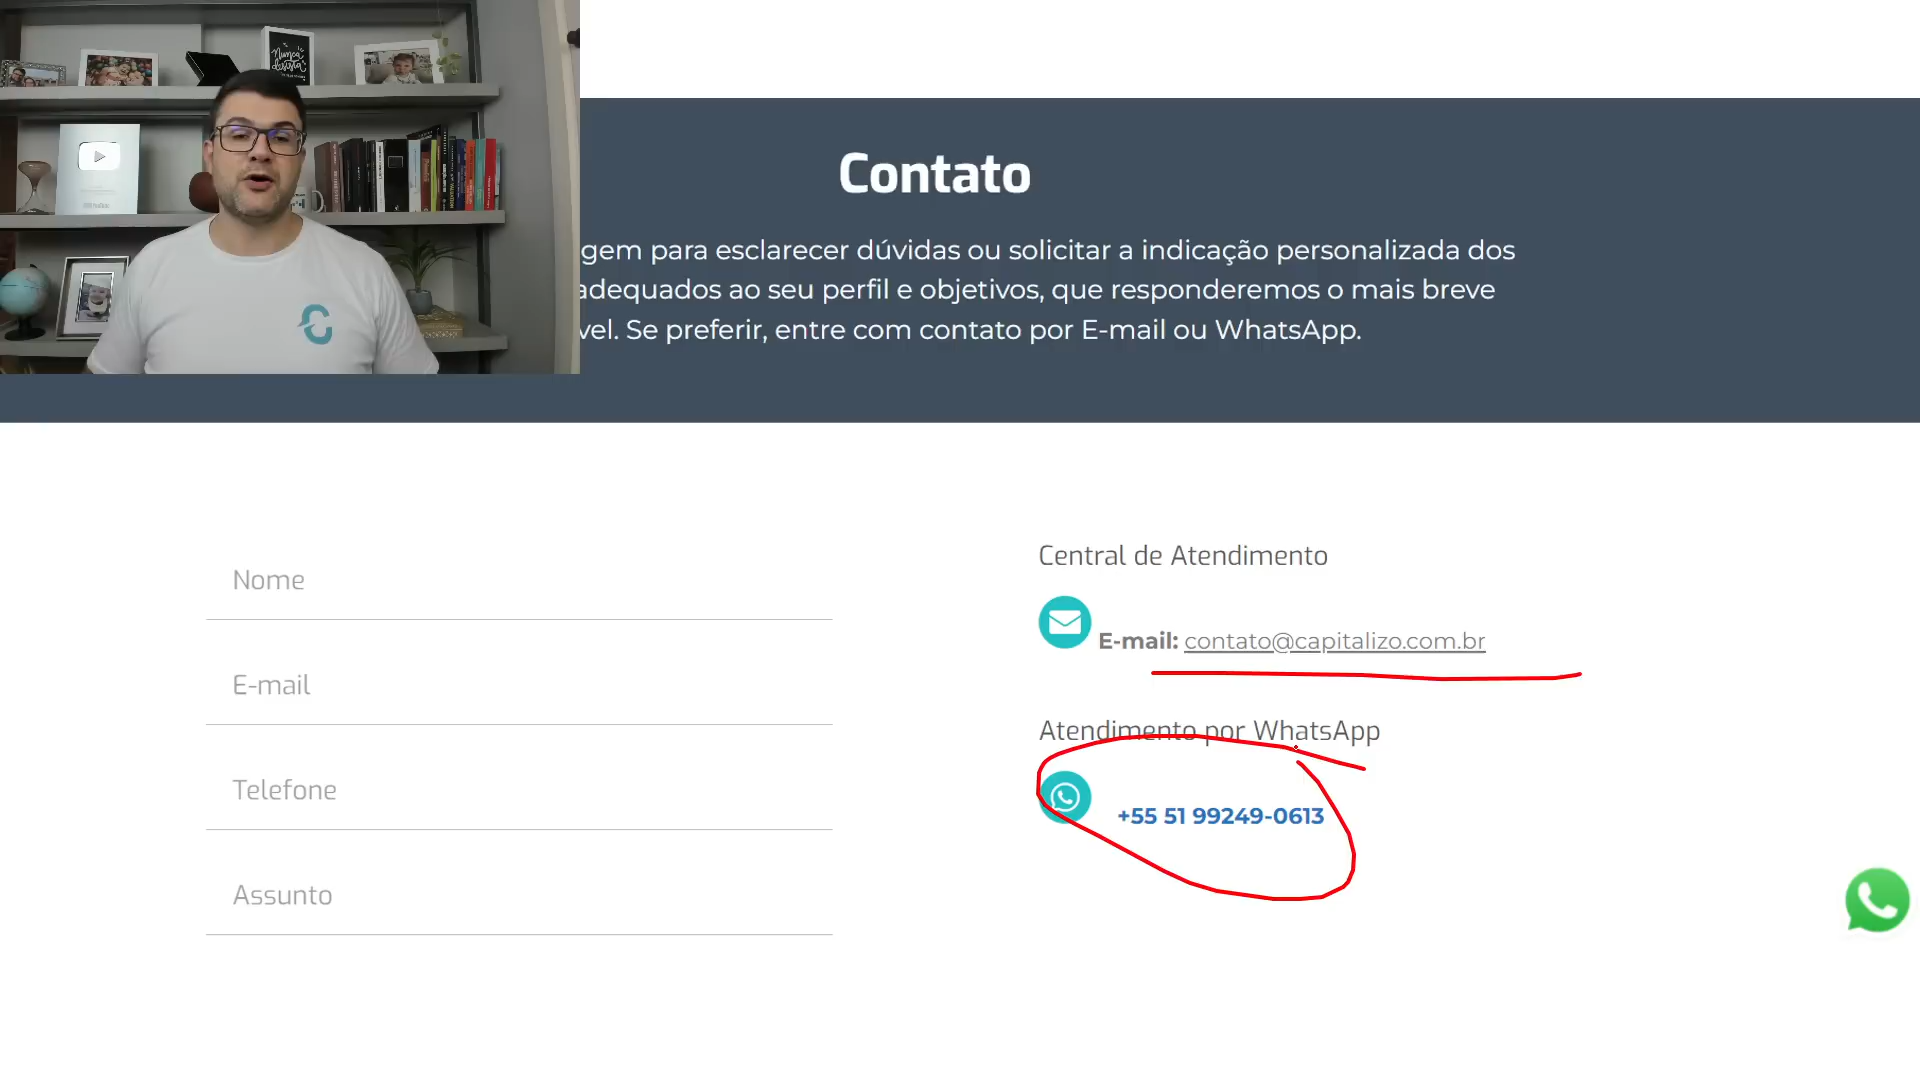 Nunca
desista
Contato
gem para esclarecer dúvidas ou solicitar a indicação personalizada dos
adequados ao seu perfil e objetivos, que responderemos o mais breve
vel. Se preferir, entre com contato por E-mail ou WhatsApp.
Nome
E-mail
Telefone
Assunto
Central de Atendimento
E-mail: contato@capitalizo.com.br
Atendimento por WhatsApp
+55 51 99249-0613